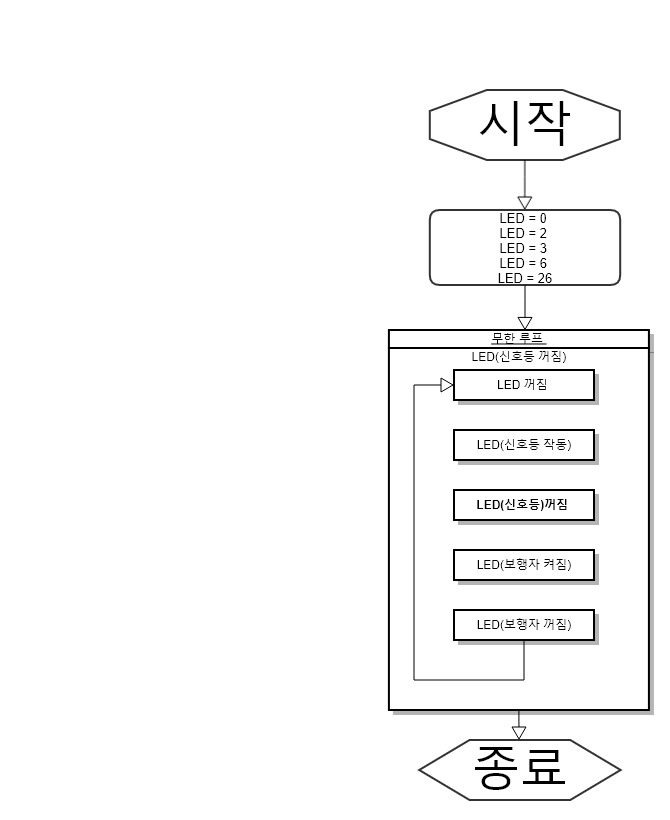 시작
LED = 0
LED = 2
LED = 3
LED = 6
LED = 26
무한 루프
LED(신호등 꺼짐)
LED 꺼짐
LED(신호등 작동)
LED(신호등)꺼짐
LED(보행자 켜짐)
LED(보행자 꺼짐)
종료